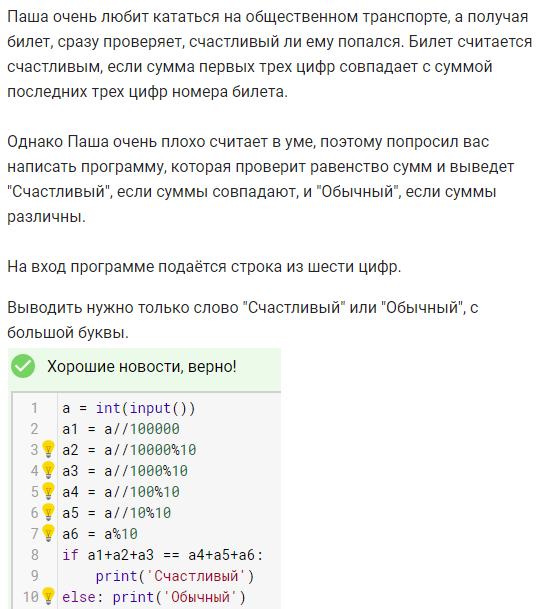 Паша очень любит кататься на общественном транспорте, а получая
билет, сразу проверяет, счастливый ли ему попался. Билет считается
счастливым, если сумма первых трех цифр совпадает с суммой
последних трех цифр номера билета.
Однако Паша очень плохо считает в уме, поэтому попросил вас
написать программу, которая проверит равенство сумм и выведет
"Счастливый", если суммы совпадают, и "Обычный", если суммы
различны.
На вход программе подаётся строка из шести цифр.
Выводить нужно только слово "Счастливый" или "Обычный", с
большой буквы.
Хорошие новости, верно!
1 a = int(input())
2 a1 = a//100000
3 a2 = a//10000%10
4 a3 = a//1000%10
5 a4 = a//100%10
6 a5 = a//10%10
7 a6 = a%10
8 if a1+a2+a3 == a4+a5+a6:
9     print('Счастливый')
10 else: print('Обычный')